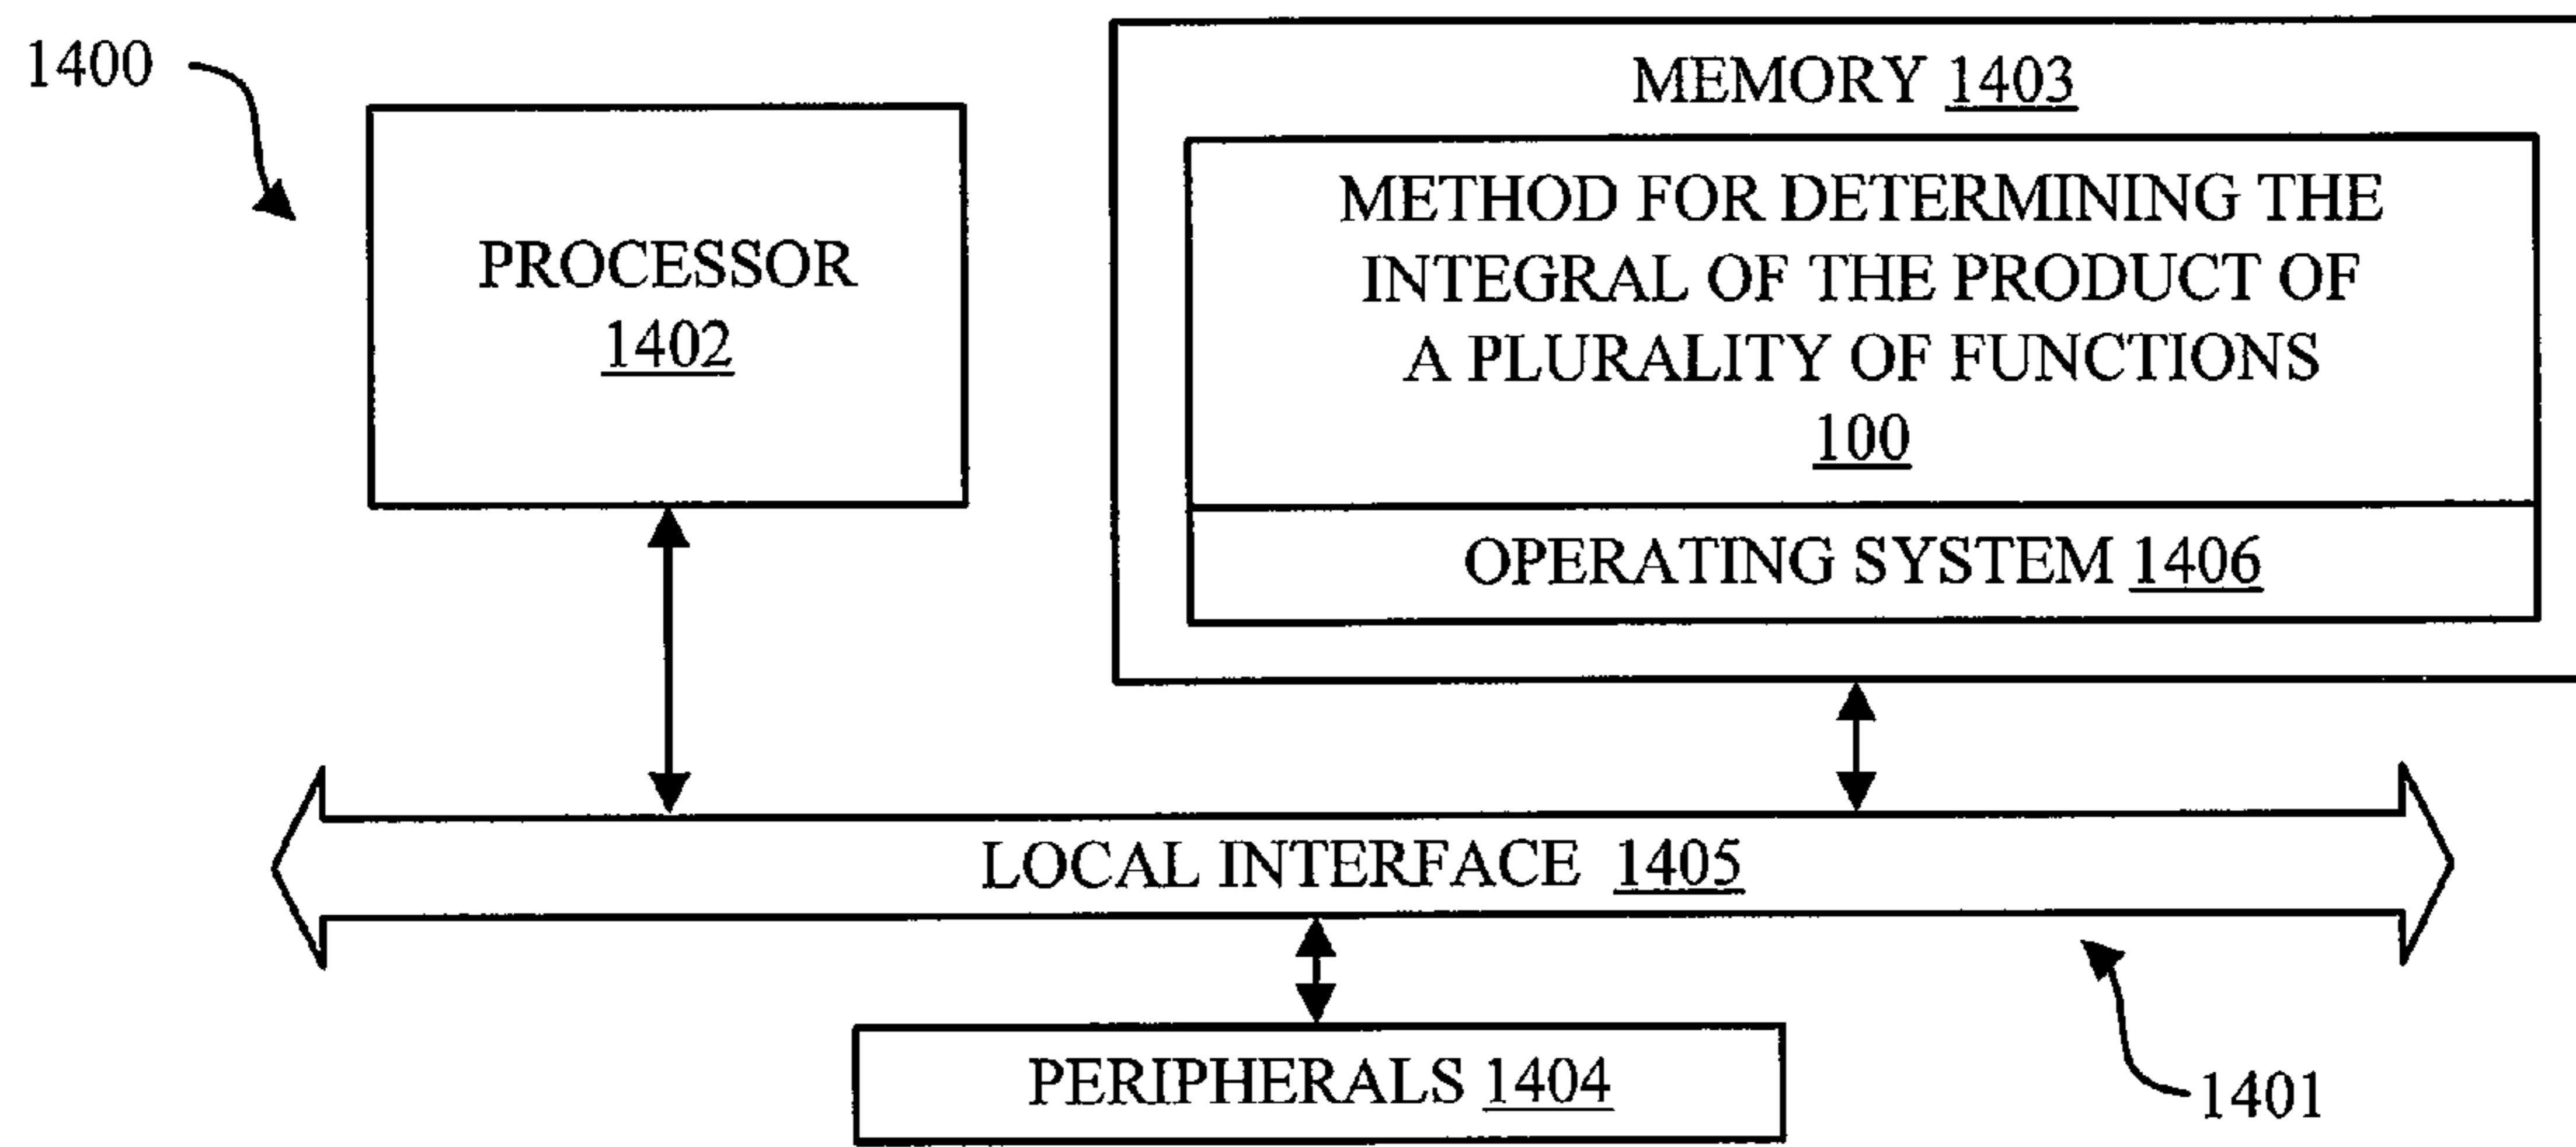 1400
MEMORY 1403
PROCESSOR
1402
METHOD FOR DETERMINING THE
INTEGRAL OF THE PRODUCT OF
A PLURALITY OF FUNCTIONS
100
OPERATING SYSTEM 1406
LOCAL INTERFACE 1405
PERIPHERALS 1404
1401